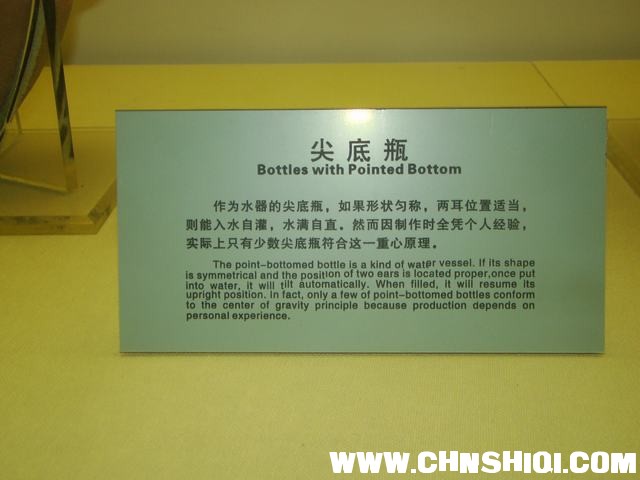 尖底瓶
Bottles with Pointed Bottom
作为水器的尖底瓶，如果形状匀称，两耳位置适当，
则能入水自灌，水满自直。然而因制作时全凭个人经验，
实际上只有少数尖底瓶符合这一重心原理。
The point-bottomed bottle is a kind of water vessel. If its shape
is symmetrical and the position of two ears is located proper,once put
into water, it will tilt automatically. When filled, it will resume its
upright position. In fact, only a few of point-bottomed bottles conform
to the center of gravity principle because production depends on
personal experience.
WWW.CHNSHIQI.COM